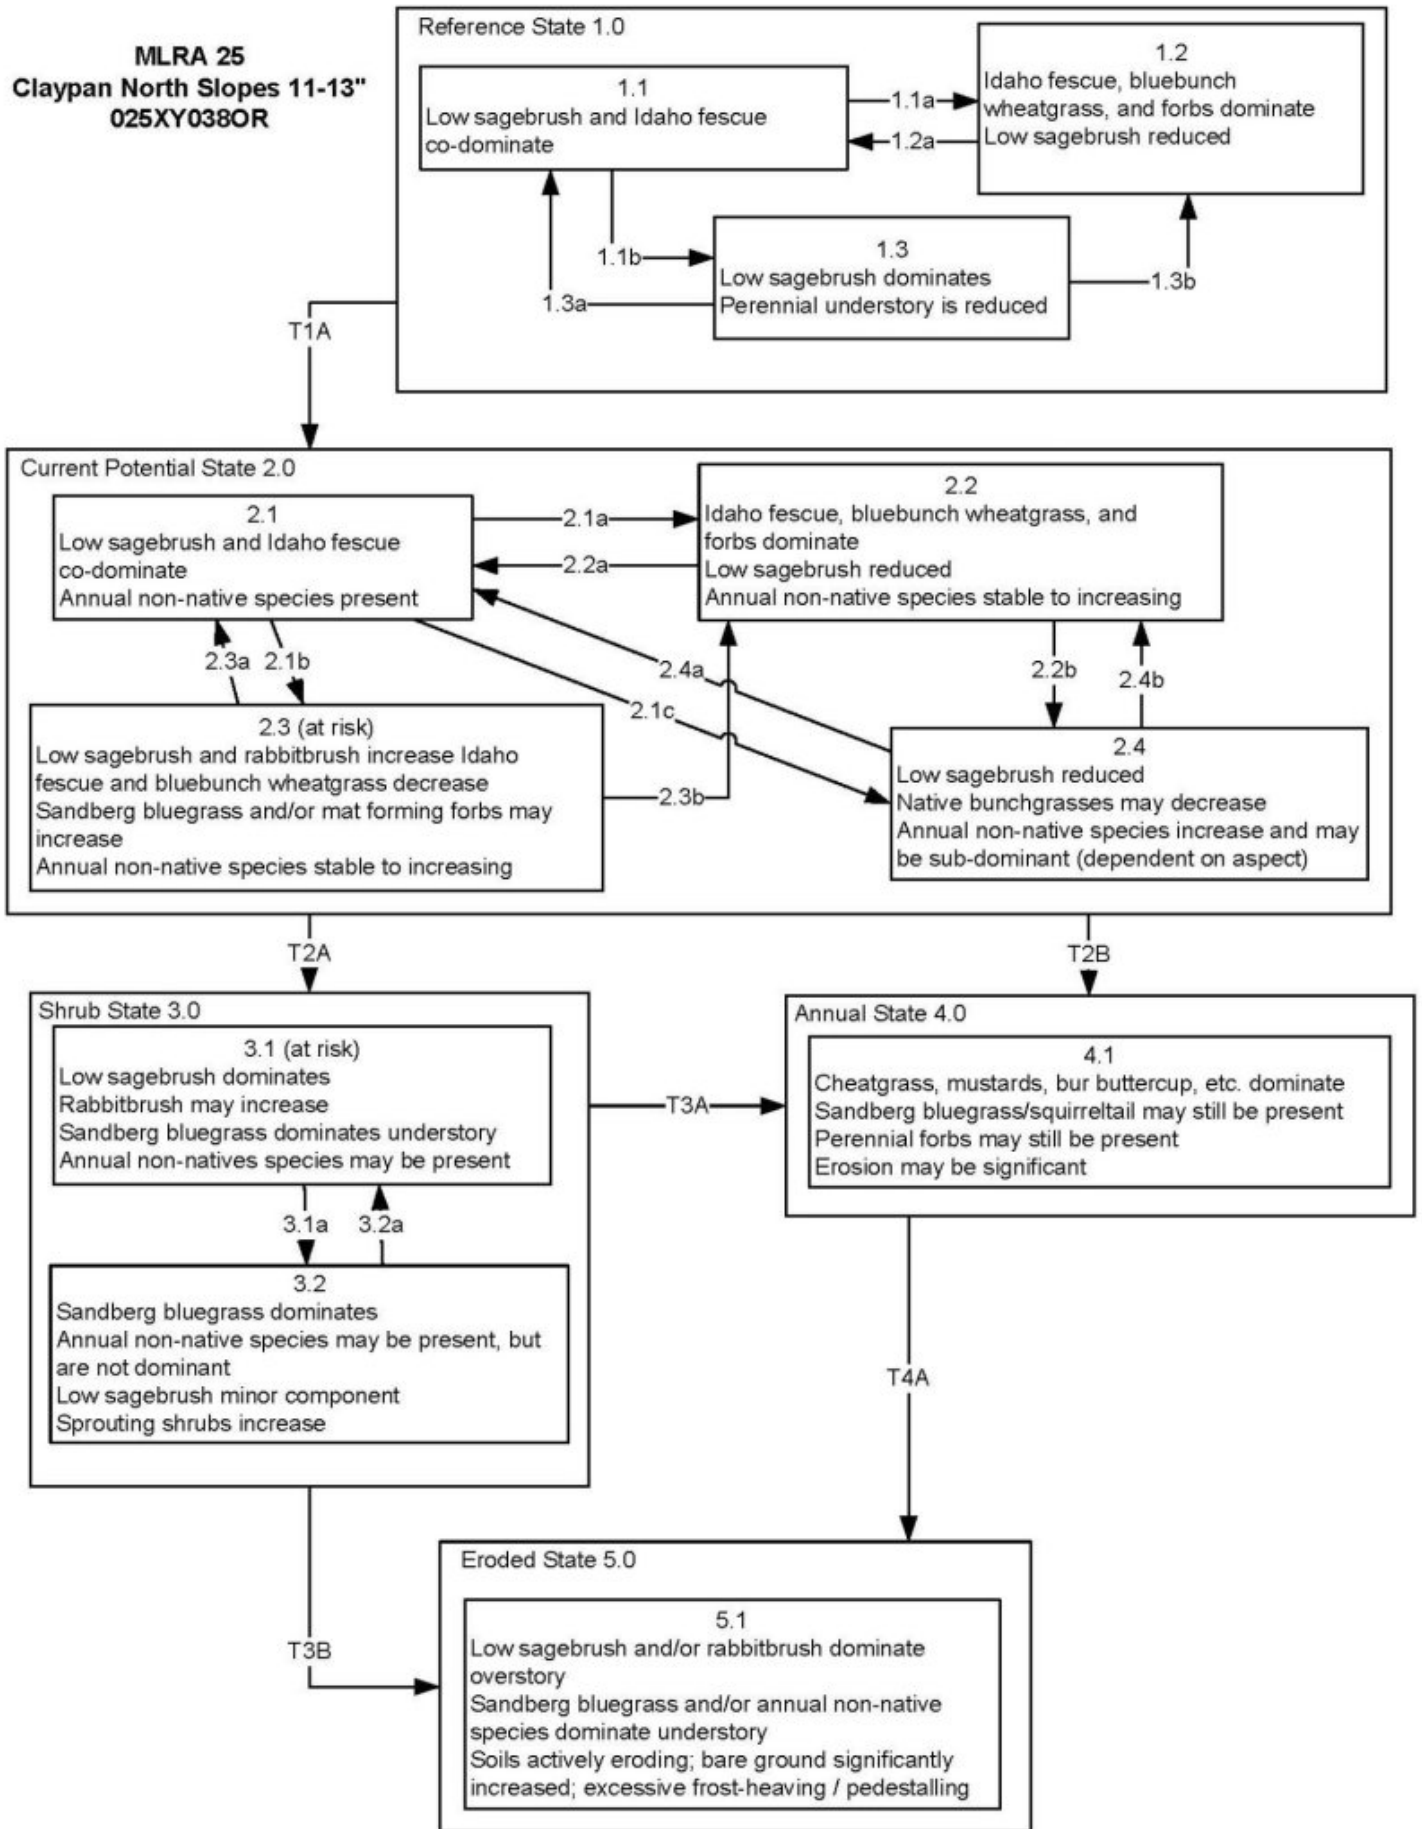 MLRA 25
Claypan North Slopes 11-13"
025XY038OR
Reference State 1.0
1.1
Low sagebrush and Idaho fescue
co-dominate
1.1a
1.2a
1.2
Idaho fescue, bluebunch
wheatgrass, and forbs dominate
Low sagebrush reduced
1.1b
1.3a
1.3
Low sagebrush dominates
Perennial understory is reduced
1.3b
T1A
Current Potential State 2.0
2.1
Low sagebrush and Idaho fescue
co-dominate
Annual non-native species present
2.1a
2.2a
2.2
Idaho fescue, bluebunch wheatgrass, and
forbs dominate
Low sagebrush reduced
Annual non-native species stable to increasing
2.3a
2.1b
2.4a
2.1c
2.2b
2.4b
2.3 (at risk)
Low sagebrush and rabbitbrush increase Idaho
fescue and bluebunch wheatgrass decrease
Sandberg bluegrass and/or mat forming forbs may
increase
Annual non-native species stable to increasing
2.3b
2.4
Low sagebrush reduced
Native bunchgrasses may decrease
Annual non-native species increase and may
be sub-dominant (dependent on aspect)
T2A
T2B
Shrub State 3.0
3.1 (at risk)
Low sagebrush dominates
Rabbitbrush may increase
Sandberg bluegrass dominates understory
Annual non-natives species may be present
3.1a
3.2a
3.2
Sandberg bluegrass dominates
Annual non-native species may be present, but
are not dominant
Low sagebrush minor component
Sprouting shrubs increase
T3A
Annual State 4.0
4.1
Cheatgrass, mustards, bur buttercup, etc. dominate
Sandberg bluegrass/squirreltail may still be present
Perennial forbs may still be present
Erosion may be significant
T4A
T3B
Eroded State 5.0
5.1
Low sagebrush and/or rabbitbrush dominate
overstory
Sandberg bluegrass and/or annual non-native
species dominate understory
Soils actively eroding; bare ground significantly
increased; excessive frost-heaving / pedestalling